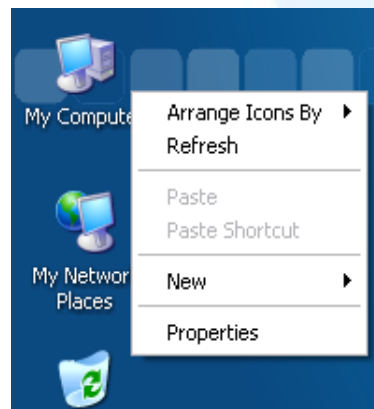 My Compute
Arrange Icons By
Refresh
Paste
Paste Shortcut
My Networ
Places
New
Properties